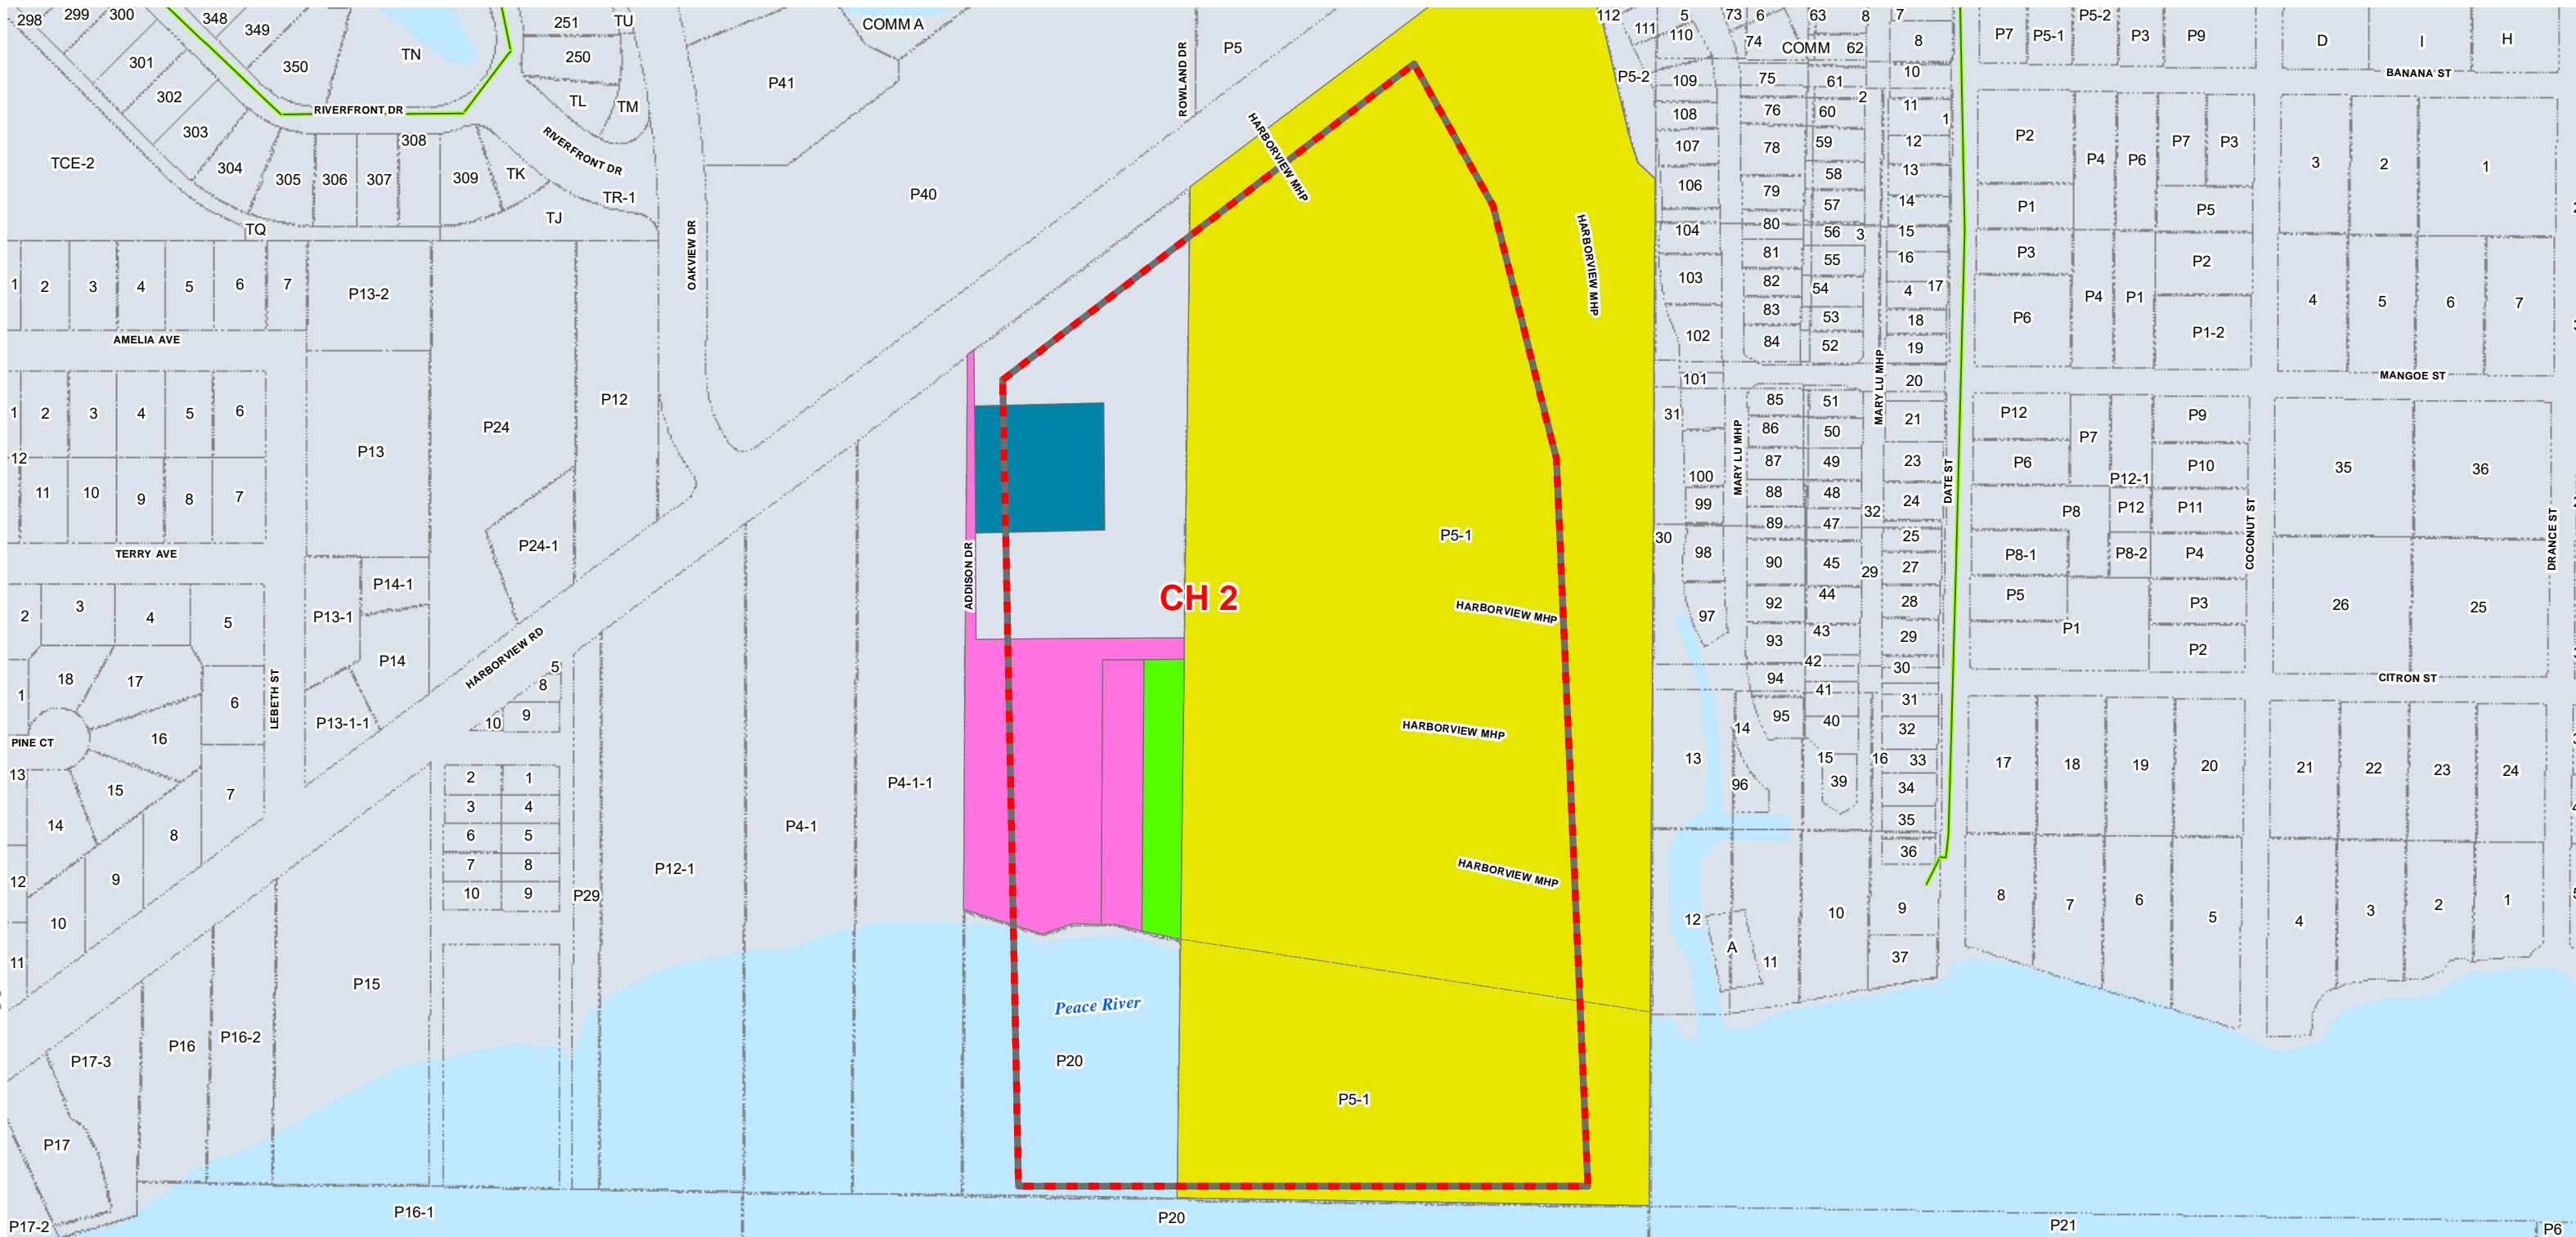 298
299
300
348
349
350
301
302
303
304
305
306
307
308
309
TN
TK
TJ
TQ
TR-1
TCE-2
RIVERFRONT DR
RIVERFRONT DR
251
250
TU
TL
TM
COMM A
P41
P40
P5
ROWLAND DR
OAKVIEW DR
1
2
3
4
5
6
7
AMELIA AVE
1
2
3
4
5
6
12
11
10
9
8
7
TERRY AVE
P13-2
P13
P24
P12
P24-1
P14-1
P13-1
P14
P13-1-1
HARBORVIEW RD
LEBETH ST
2
3
4
5
1
18
17
16
6
7
PINE CT
13
15
14
8
12
9
10
11
5
8
10
9
2
1
3
4
6
5
7
8
10
9
P29
P12-1
P4-1
P4-1-1
ADDISON DR
P15
P16
P16-2
P17-3
P17
P17-2
P16-1
CH 2
Peace River
P20
P20
P5-1
P5-1
HARBORVIEW MHP
HARBORVIEW MHP
HARBORVIEW MHP
HARBORVIEW MHP
HARBORVIEW MHP
112
111
5
110
P5-2
109
108
107
106
104
103
102
101
31
100
99
30
98
97
73
6
74
75
76
78
79
80
81
82
83
84
85
86
87
88
89
90
92
93
94
95
96
63
8
COMM
62
61
2
60
59
58
57
56
3
55
54
53
52
51
50
49
48
47
32
45
29
44
43
42
41
40
15
39
16
7
8
10
11
1
12
13
14
15
16
4
17
18
19
20
21
23
24
25
27
28
29
30
31
32
33
34
35
36
9
37
10
11
12
13
14
A
MARY LU MHP
MARY LU MHP
DATE ST
P7
P5-1
P5-2
P3
P9
D
I
H
BANANA ST
P2
P4
P6
P7
P3
P1
P5
P3
P2
P4
P1
P6
P1-2
3
2
1
4
5
6
7
MANGOE ST
P12
P7
P9
P6
P12-1
P10
P8
P12
P11
P8-1
P8-2
P4
P5
P3
P1
P2
COCONUT ST
35
36
26
25
DRANCE ST
CITRON ST
17
18
19
20
21
22
23
24
8
7
6
5
4
3
2
1
P21
P6